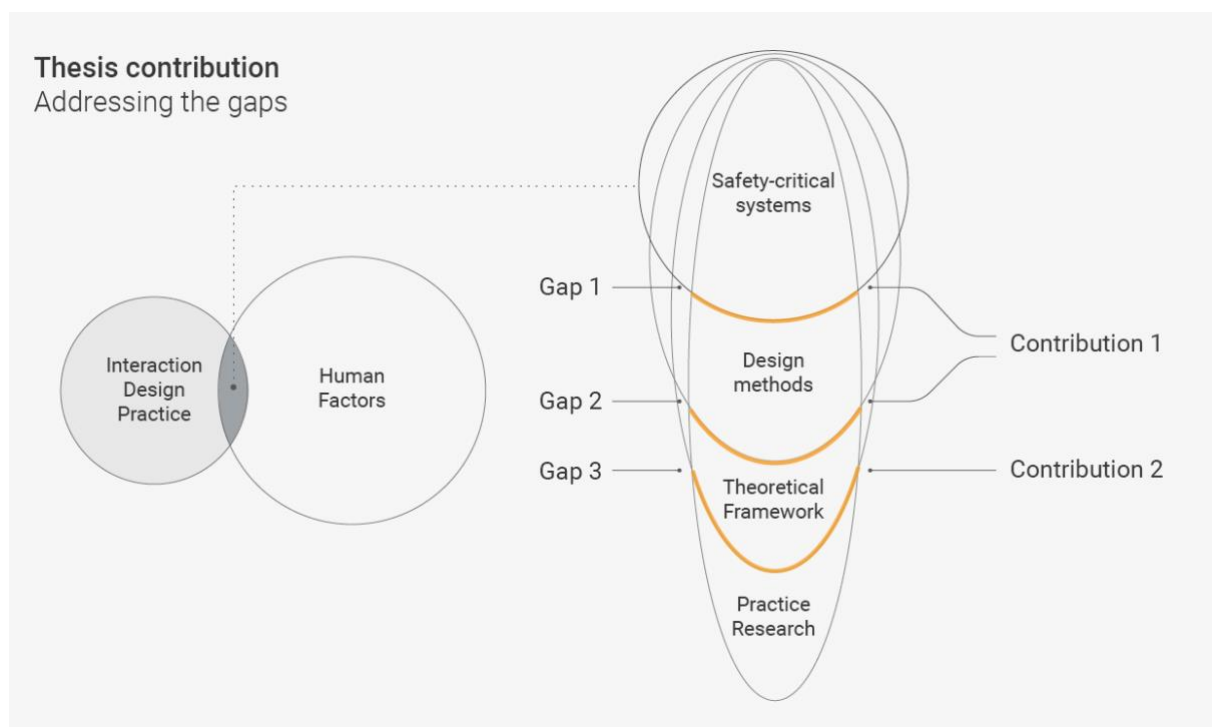 Thesis contribution
Addressing the gaps
Safety-critical
systems
Gap 1
Contribution 1
Interaction
Design
Practice
Human
Factors
Design
methods
Gap 2
Gap 3
Contribution 2
Theoretical
Framework
Practice
Research